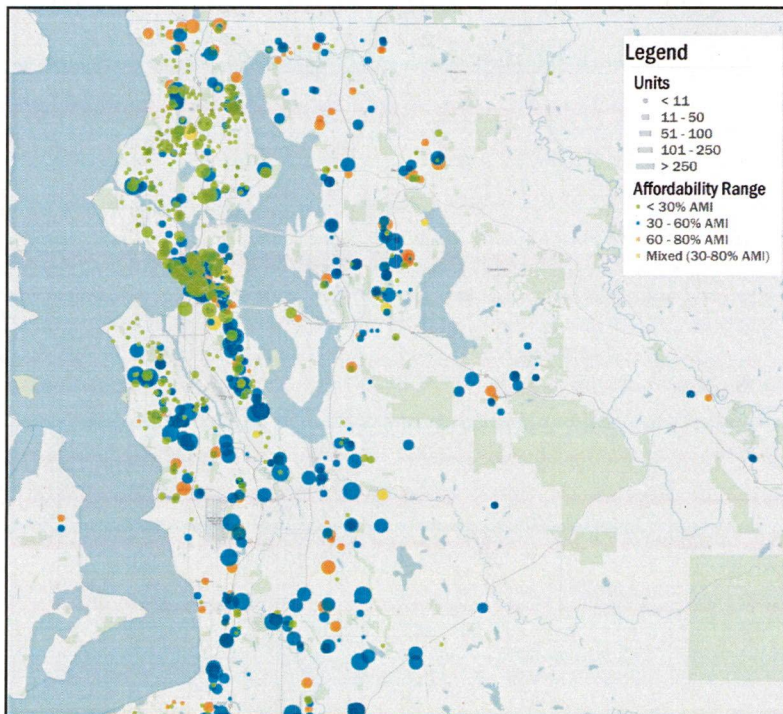 Legend
Units
< 11
11 - 50
51 - 100
101 - 250
> 250
Affordability Range
< 30% AMI
30 - 60% AMI
60 - 80% AMI
Mixed (30-80% AMI)